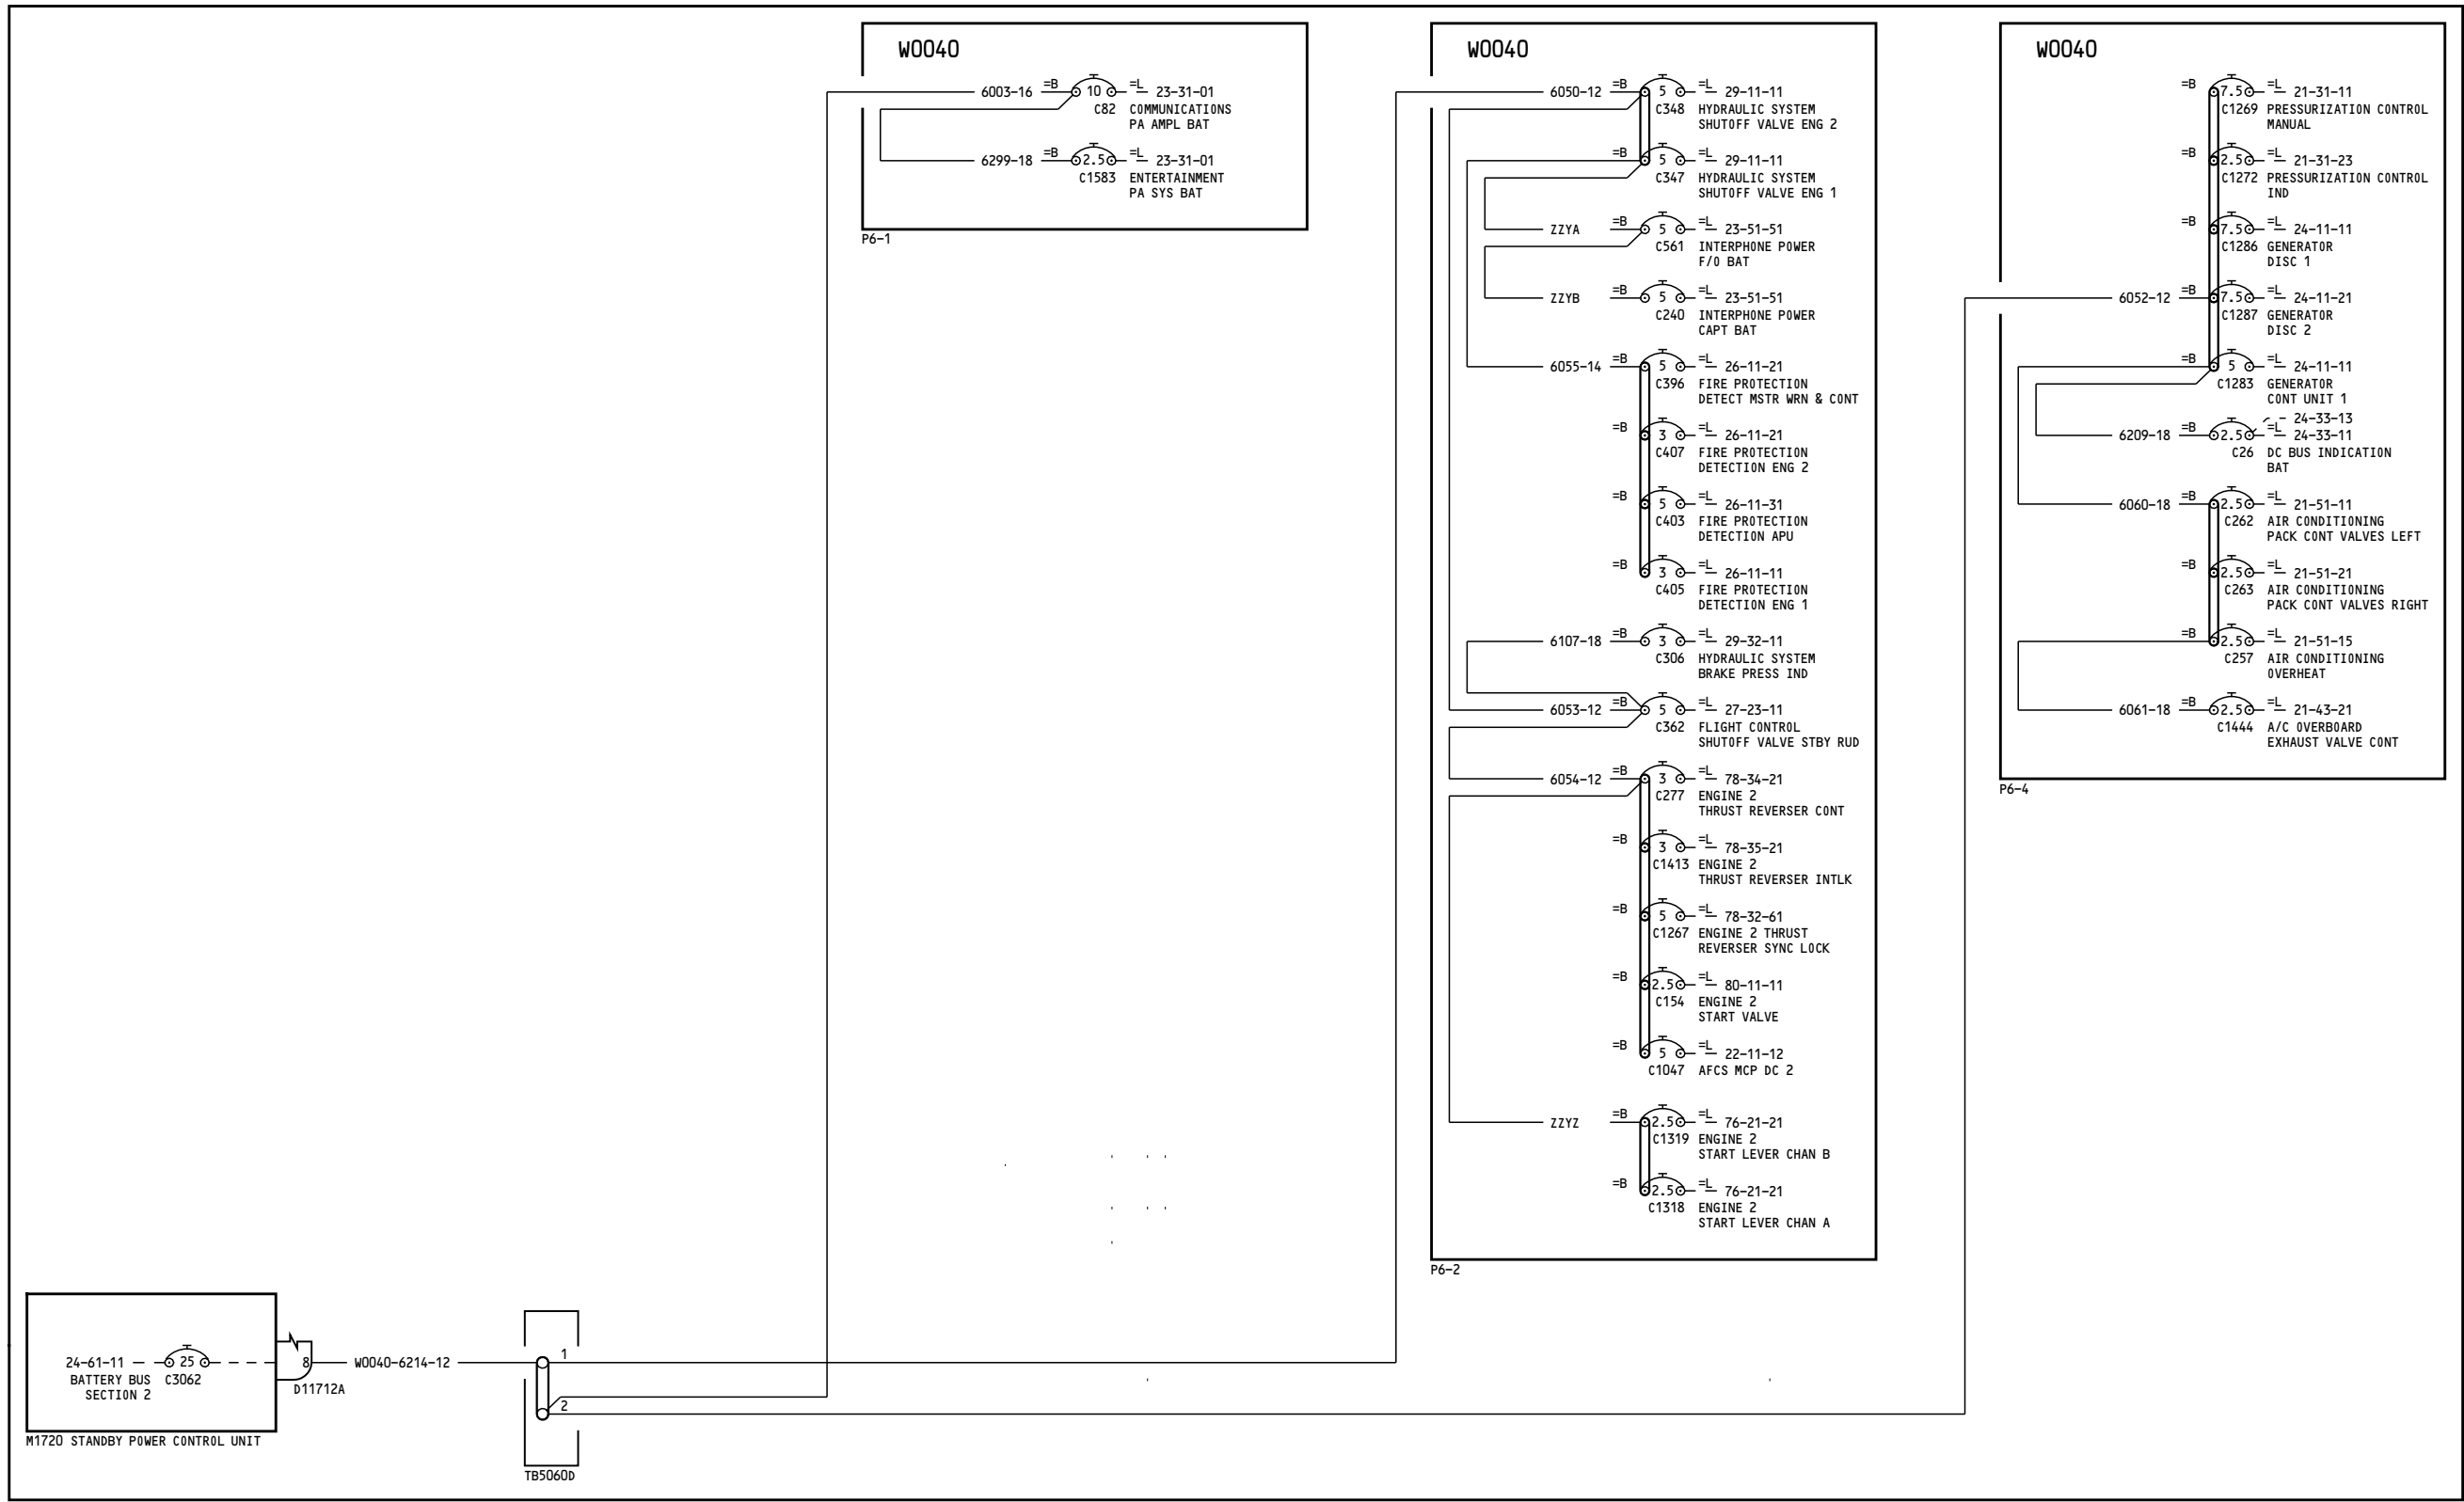 W0040
6003-16 =B 10 =L 23-31-01
C82 COMMUNICATIONS
PA AMPL BAT
6299-18 =B 2.5 =L 23-31-01
C1583 ENTERTAINMENT
PA SYS BAT
P6-1
W0040
6050-12 =B 5 =L 29-11-11
C348 HYDRAULIC SYSTEM
SHUTOFF VALVE ENG 2
=B 5 =L 29-11-11
C347 HYDRAULIC SYSTEM
SHUTOFF VALVE ENG 1
ZZYA =B 5 =L 23-51-51
C561 INTERPHONE POWER
F/O BAT
ZZYB =B 5 =L 23-51-51
C240 INTERPHONE POWER
CAPT BAT
6055-14 =B 5 =L 26-11-21
C396 FIRE PROTECTION
DETECT MSTR WRN & CONT
=B 3 =L 26-11-21
C407 FIRE PROTECTION
DETECTION ENG 2
=B 5 =L 26-11-31
C403 FIRE PROTECTION
DETECTION APU
=B 3 =L 26-11-11
C405 FIRE PROTECTION
DETECTION ENG 1
6107-18 =B 3 =L 29-32-11
C306 HYDRAULIC SYSTEM
BRAKE PRESS IND
6053-12 =B 5 =L 27-23-11
C362 FLIGHT CONTROL
SHUTOFF VALVE STBY RUD
6054-12 =B 3 =L 78-34-21
C277 ENGINE 2
THRUST REVERSER CONT
=B 3 =L 78-35-21
C1413 ENGINE 2
THRUST REVERSER INTLK
=B 5 =L 78-32-61
C1267 ENGINE 2 THRUST
REVERSER SYNC LOCK
=B 2.5 =L 80-11-11
C154 ENGINE 2
START VALVE
=B 5 =L 22-11-12
C1047 AFCS MCP DC 2
ZZYZ =B 2.5 =L 76-21-21
C1319 ENGINE 2
START LEVER CHAN B
=B 2.5 =L 76-21-21
C1318 ENGINE 2
START LEVER CHAN A
P6-2
W0040
=B 7.5 =L 21-31-11
C1269 PRESSURIZATION CONTROL
MANUAL
=B 2.5 =L 21-31-23
C1272 PRESSURIZATION CONTROL
IND
=B 7.5 =L 24-11-11
C1286 GENERATOR
DISC 1
6052-12 =B 7.5 =L 24-11-21
C1287 GENERATOR
DISC 2
=B 5 =L 24-11-11
C1283 GENERATOR
CONT UNIT 1
24-33-13
6209-18 =B 2.5 =L 24-33-11
C26 DC BUS INDICATION
BAT
6060-18 =B 2.5 =L 21-51-11
C262 AIR CONDITIONING
PACK CONT VALVES LEFT
=B 2.5 =L 21-51-21
C263 AIR CONDITIONING
PACK CONT VALVES RIGHT
=B 2.5 =L 21-51-15
C257 AIR CONDITIONING
OVERHEAT
6061-18 =B 2.5 =L 21-43-21
C1444 A/C OVERBOARD
EXHAUST VALVE CONT
P6-4
24-61-11 25 8 W0040-6214-12 1
BATTERY BUS C3062
SECTION 2
D11712A
2
M1720 STANDBY POWER CONTROL UNIT
TB5060D